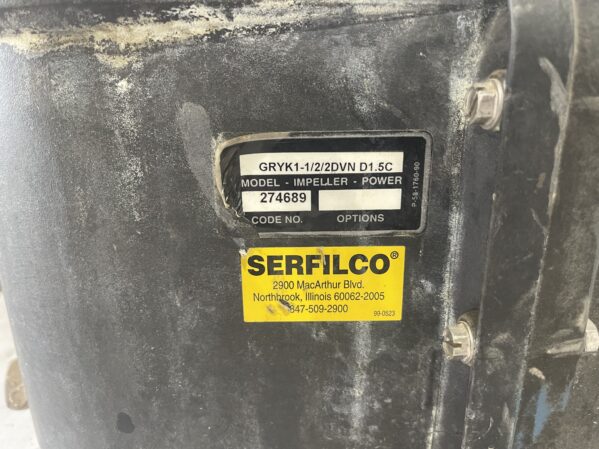 GRYK1-1/2/2DVN D1.5C
MODEL - IMPELLER - POWER
274689
CODE NO. OPTIONS
P-58-1760-90
SERFILCO®
2900 MacArthur Blvd.
Northbrook, Illinois 60062-2005
847-509-2900
99-0523